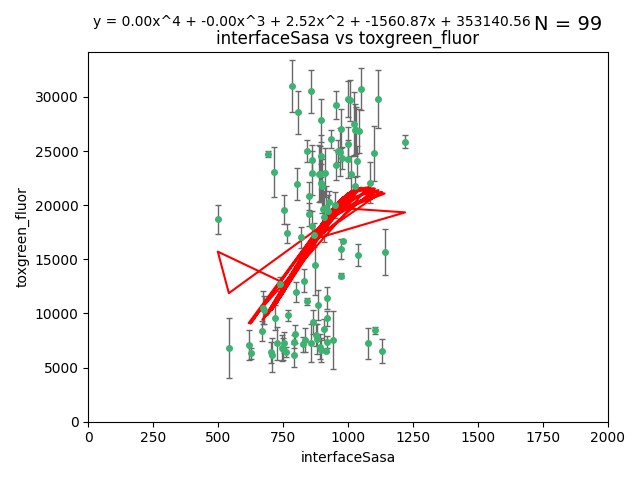 y = 0.00x^4 + -0.00x^3 + 2.52x^2 + -1560.87x + 353140.56 N = 99
interfaceSasa vs toxgreen_fluor
30000
25000
20000
15000
10000
5000
0
toxgreen_fluor
0 250 500 750 1000 1250 1500 1750 2000
interfaceSasa